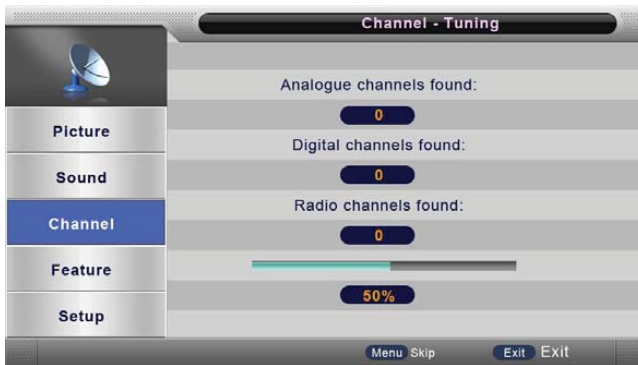 Channel - Tuning
Picture
Sound
Channel
Feature
Setup
Analogue channels found:
0
Digital channels found:
0
Radio channels found:
0
50%
Menu Skip
Exit Exit